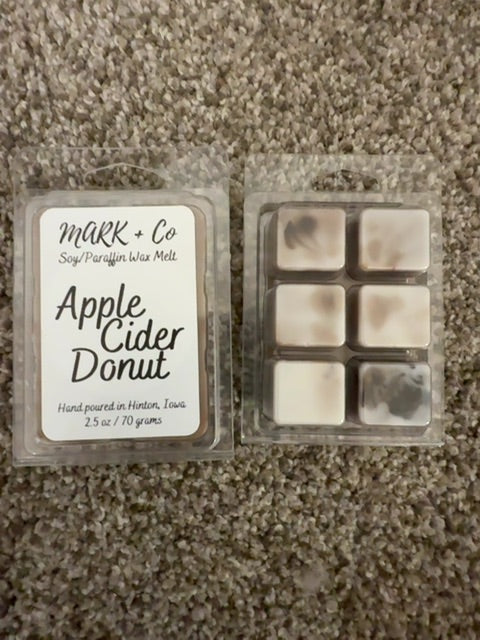 MARK + Co
Soy/Paraffin Wax Melt
Apple
Cider
Donut
Hand poured in Hinton, Iowa
2.5 oz / 70 grams